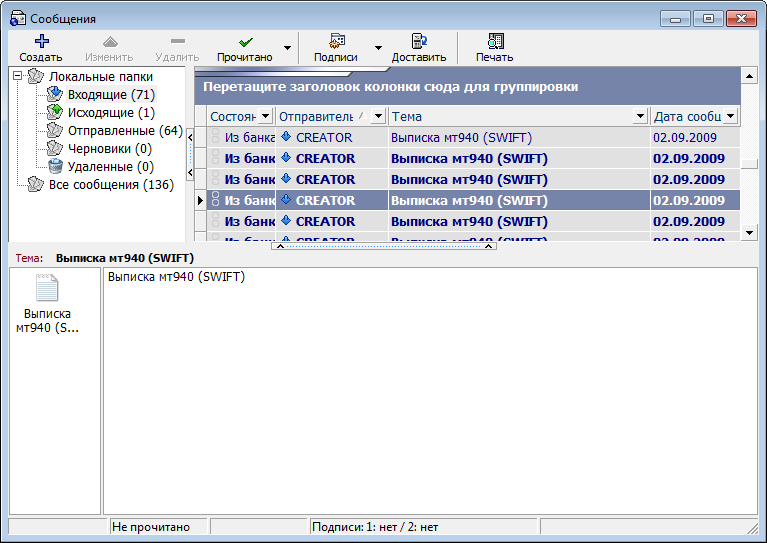 Сообщения
Создать Изменить Удалить Прочитано Подписи Доставить Печать
Локальные папки
Входящие (71)
Исходящие (1)
Отправленные (64)
Черновики (0)
Удаленные (0)
Все сообщения (136)
Перетащите заголовок колонки сюда для группировки
Состоян Отправитель Тема Дата сообщ
Из банка CREATOR Выписка мт940 (SWIFT) 02.09.2009
Из банк CREATOR Выписка мт940 (SWIFT) 02.09.2009
Из банк CREATOR Выписка мт940 (SWIFT) 02.09.2009
Из банк CREATOR Выписка мт940 (SWIFT) 02.09.2009
Из банк CREATOR Выписка мт940 (SWIFT) 02.09.2009
Из банк CREATOR Выписка мт940 (SWIFT) 02.09.2009
Тема: Выписка мт940 (SWIFT)
Выписка
мт940 (S...
Выписка мт940 (SWIFT)
Не прочитано Подписи: 1: нет / 2: нет